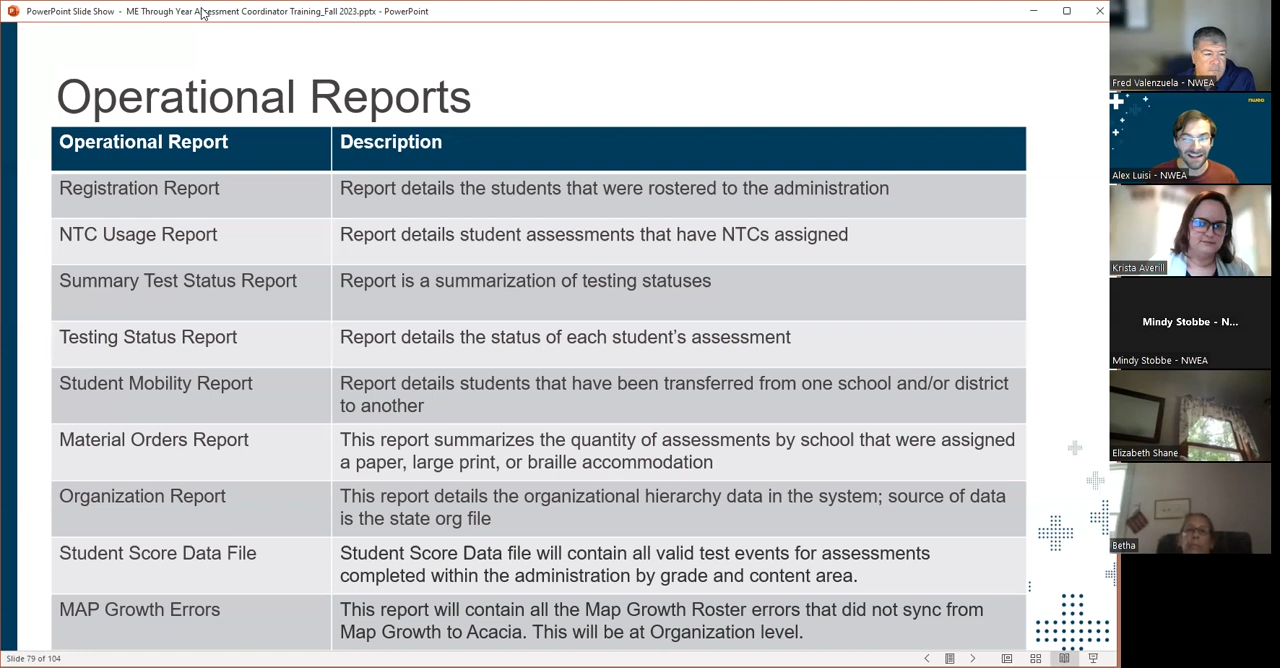 PowerPoint Slide Show - ME Through Year Assessment Coordinator Training_Fall 2023.pptx - PowerPoint
Operational Reports
Operational Report Description
Registration Report Report details the students that were rostered to the administration
NTC Usage Report Report details student assessments that have NTCs assigned
Summary Test Status Report Report is a summarization of testing statuses
Testing Status Report Report details the status of each student's assessment
Student Mobility Report Report details students that have been transferred from one school and/or district
to another
Material Orders Report This report summarizes the quantity of assessments by school that were assigned
a paper, large print, or braille accommodation
Organization Report This report details the organizational hierarchy data in the system; source of data
is the state org file
Student Score Data File Student Score Data file will contain all valid test events for assessments
completed within the administration by grade and content area.
MAP Growth Errors This report will contain all the Map Growth Roster errors that did not sync from
Map Growth to Acacia. This will be at Organization level.
Slide 79 of 104
Fred Valenzuela - NWEA
nwea
Alex Luisi - NWEA
Krista Averill
Mindy Stobbe - N...
Mindy Stobbe - NWEA
Elizabeth Shane
Betha